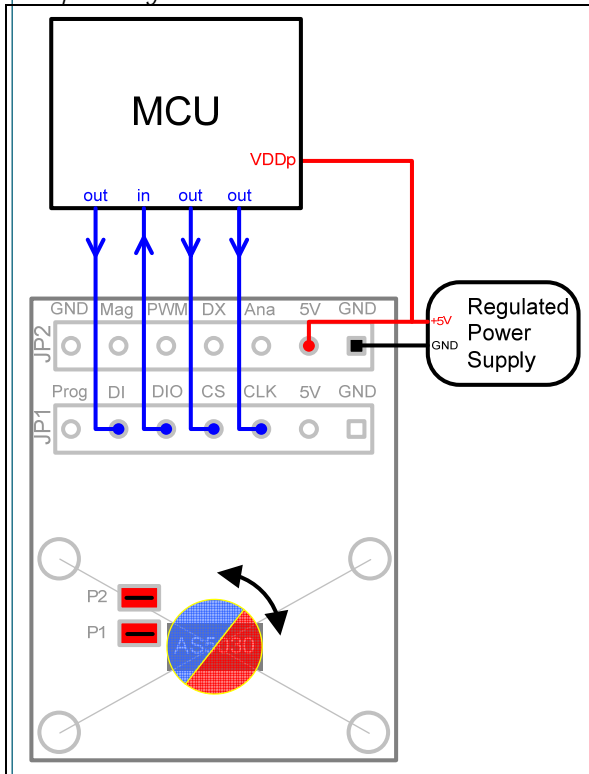 MCU
VDDp
out in out out
GND Mag PWM DX Ana 5V GND
JP2
Regulated
Power
Supply
+5V
GND
Prog DI DIO CS CLK 5V GND
JP1
P2
P1
AS5030